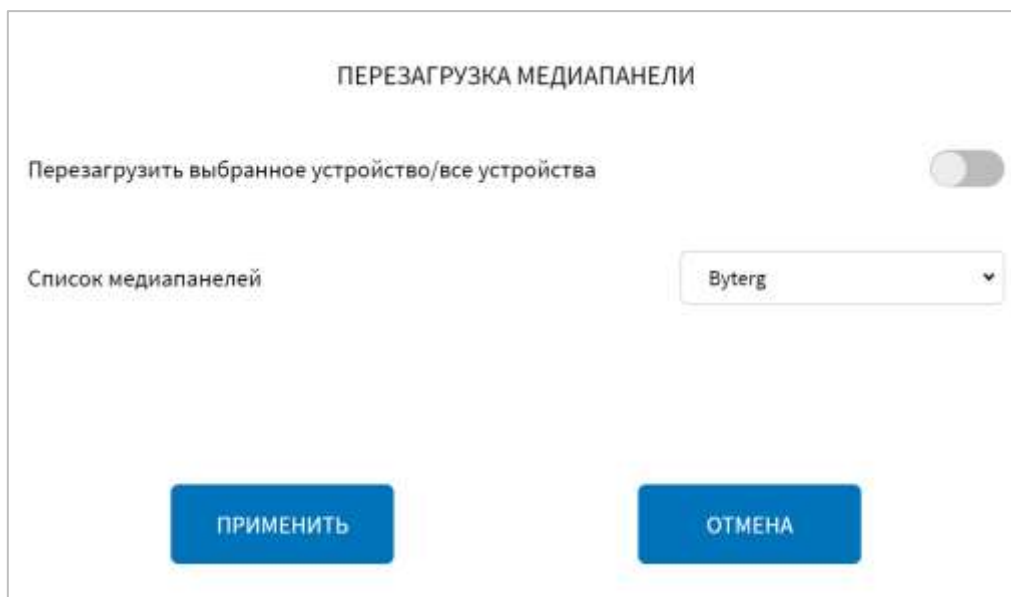 ПЕРЕЗАГРУЗКА МЕДИАПАНЕЛИ
Перезагрузить выбранное устройство/все устройства
Список медиапанелей
Byterg
ПРИМЕНИТЬ
ОТМЕНА